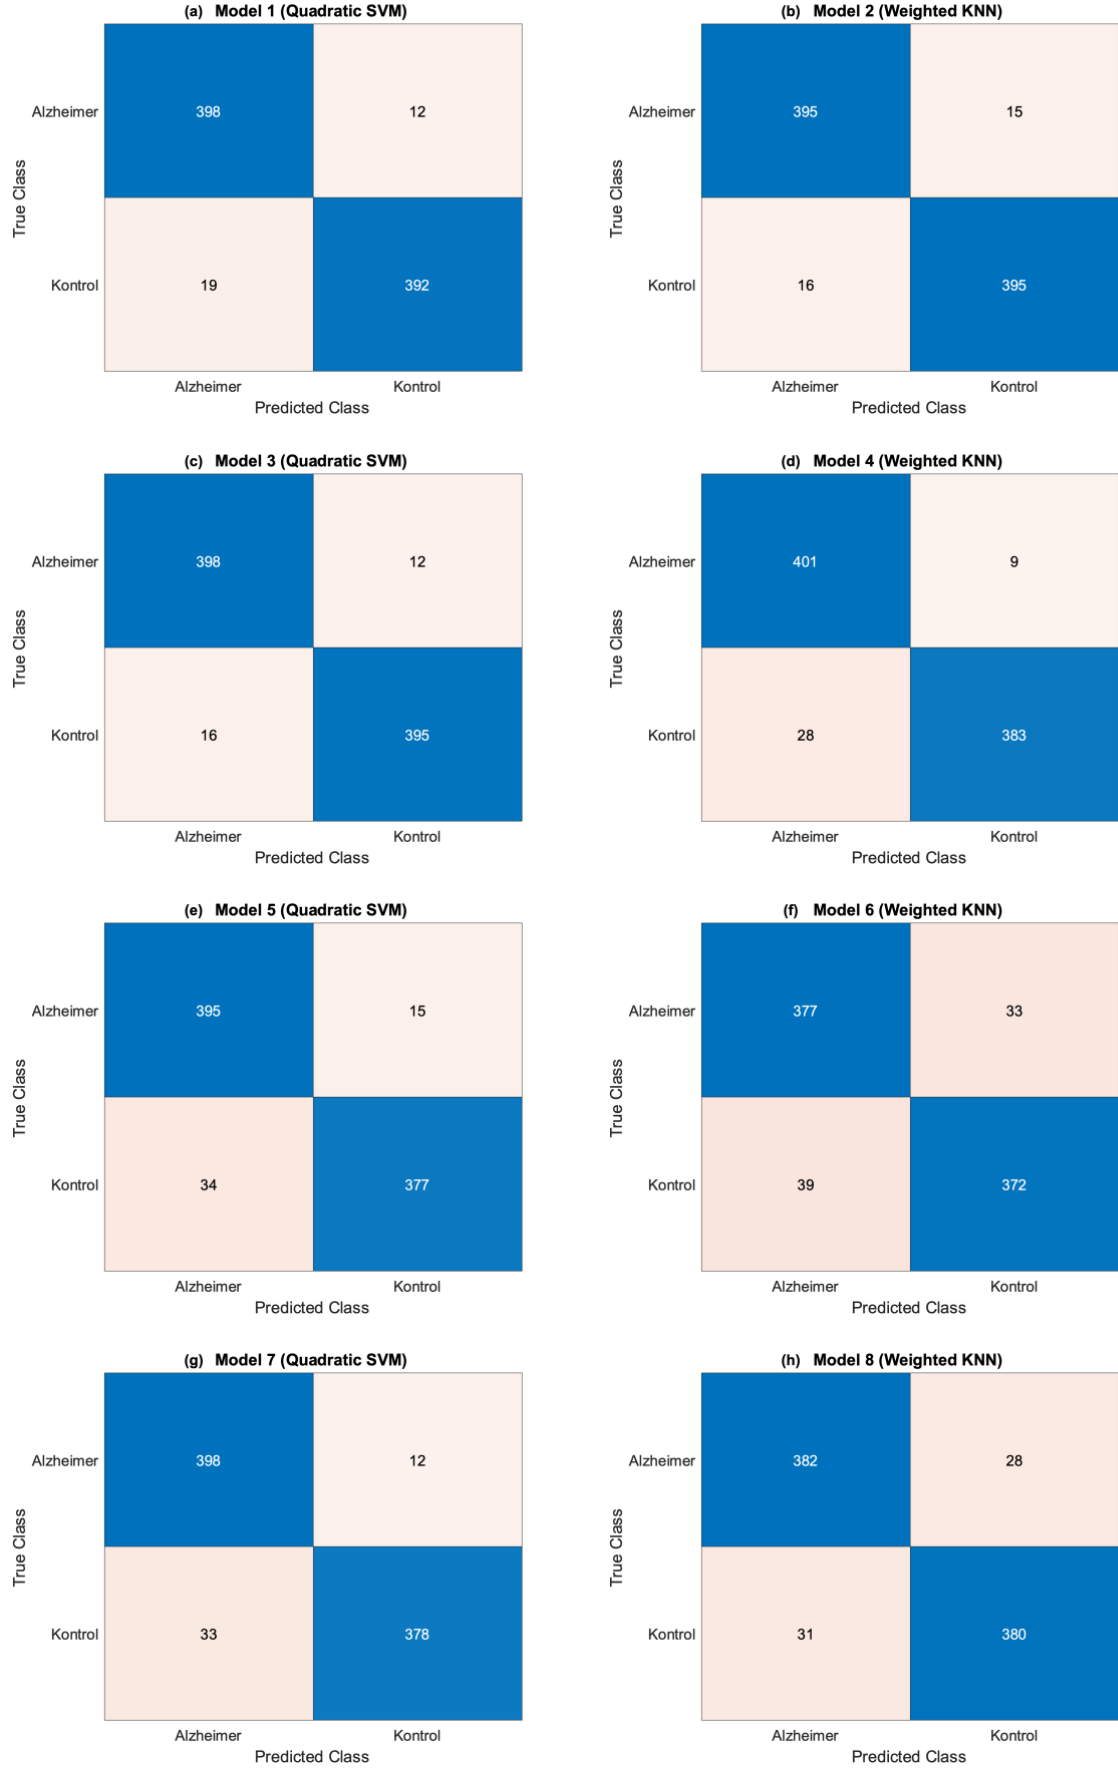 (a) Model 1 (Quadratic SVM)
True Class
Alzheimer
398
12
Kontrol
19
392
Alzheimer
Kontrol
Predicted Class
(b) Model 2 (Weighted KNN)
True Class
Alzheimer
395
15
Kontrol
16
395
Alzheimer
Kontrol
Predicted Class
(c) Model 3 (Quadratic SVM)
True Class
Alzheimer
398
12
Kontrol
16
395
Alzheimer
Kontrol
Predicted Class
(d) Model 4 (Weighted KNN)
True Class
Alzheimer
401
9
Kontrol
28
383
Alzheimer
Kontrol
Predicted Class
(e) Model 5 (Quadratic SVM)
True Class
Alzheimer
395
15
Kontrol
34
377
Alzheimer
Kontrol
Predicted Class
(f) Model 6 (Weighted KNN)
True Class
Alzheimer
377
33
Kontrol
39
372
Alzheimer
Kontrol
Predicted Class
(g) Model 7 (Quadratic SVM)
True Class
Alzheimer
398
12
Kontrol
33
378
Alzheimer
Kontrol
Predicted Class
(h) Model 8 (Weighted KNN)
True Class
Alzheimer
382
28
Kontrol
31
380
Alzheimer
Kontrol
Predicted Class